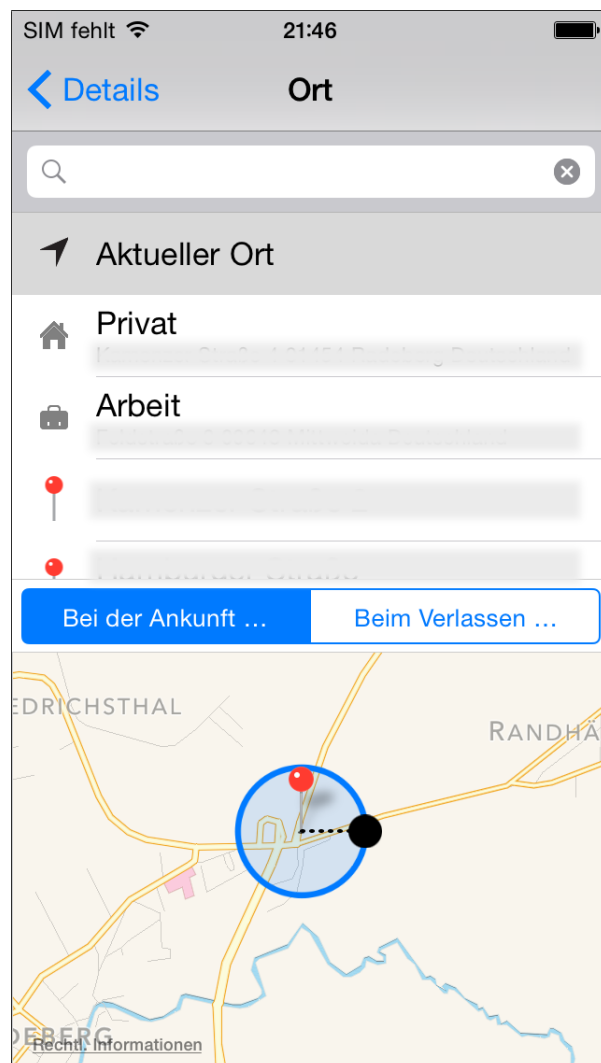 SIM fehlt 21:46
Details Ort
Aktueller Ort
Privat
Arbeit
Bei der Ankunft ... Beim Verlassen ...
EDRICHSTHAL
RANDHÄ
DEBERG
Rechtl. Informationen